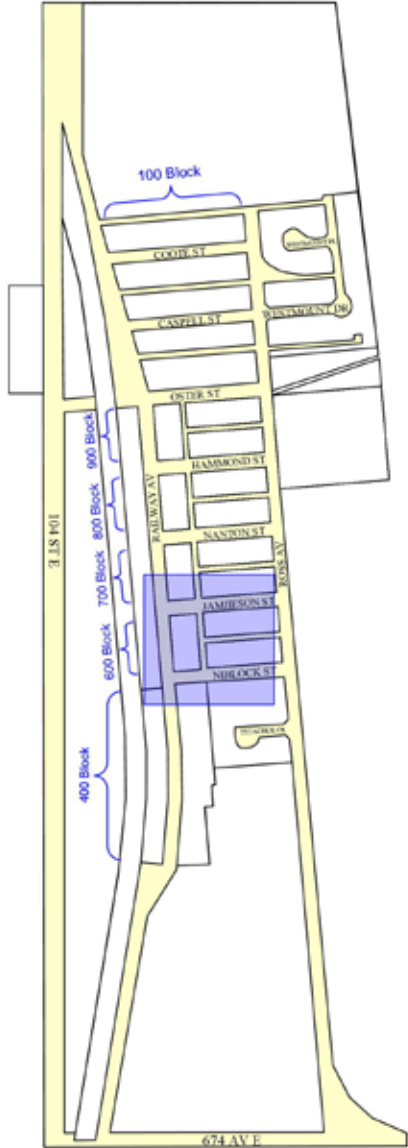 100 Block
COOTE ST
WESTMOUNT PL
CASPELL ST
WESTMOUNT DR
OSTER ST
900 Block
RAILWAY AV
HAMMOND ST
800 Block
104 ST E
NANTON ST
ROSS AV
700 Block
JAMIESON ST
600 Block
NIBLOCK ST
400 Block
674 AV E